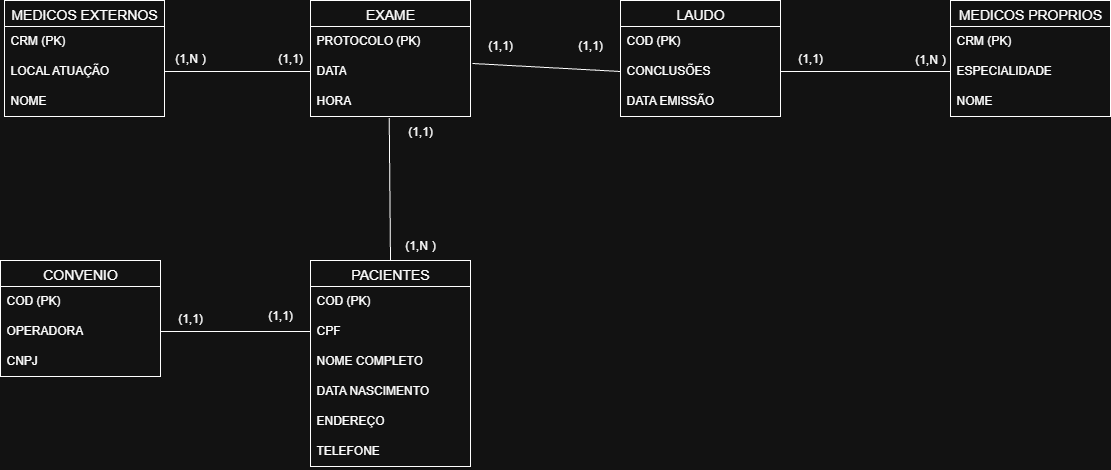 MEDICOS EXTERNOS
CRM (PK)
LOCAL ATUAÇÃO
NOME
(1,N )
(1,1)
EXAME
PROTOCOLO (PK)
DATA
HORA
(1,1)
(1,1)
LAUDO
COD (PK)
CONCLUSÕES
DATA EMISSÃO
(1,1)
(1,N )
MEDICOS PROPRIOS
CRM (PK)
ESPECIALIDADE
NOME
(1,1)
(1,N )
CONVENIO
COD (PK)
OPERADORA
CNPJ
(1,1)
(1,1)
PACIENTES
COD (PK)
CPF
NOME COMPLETO
DATA NASCIMENTO
ENDEREÇO
TELEFONE